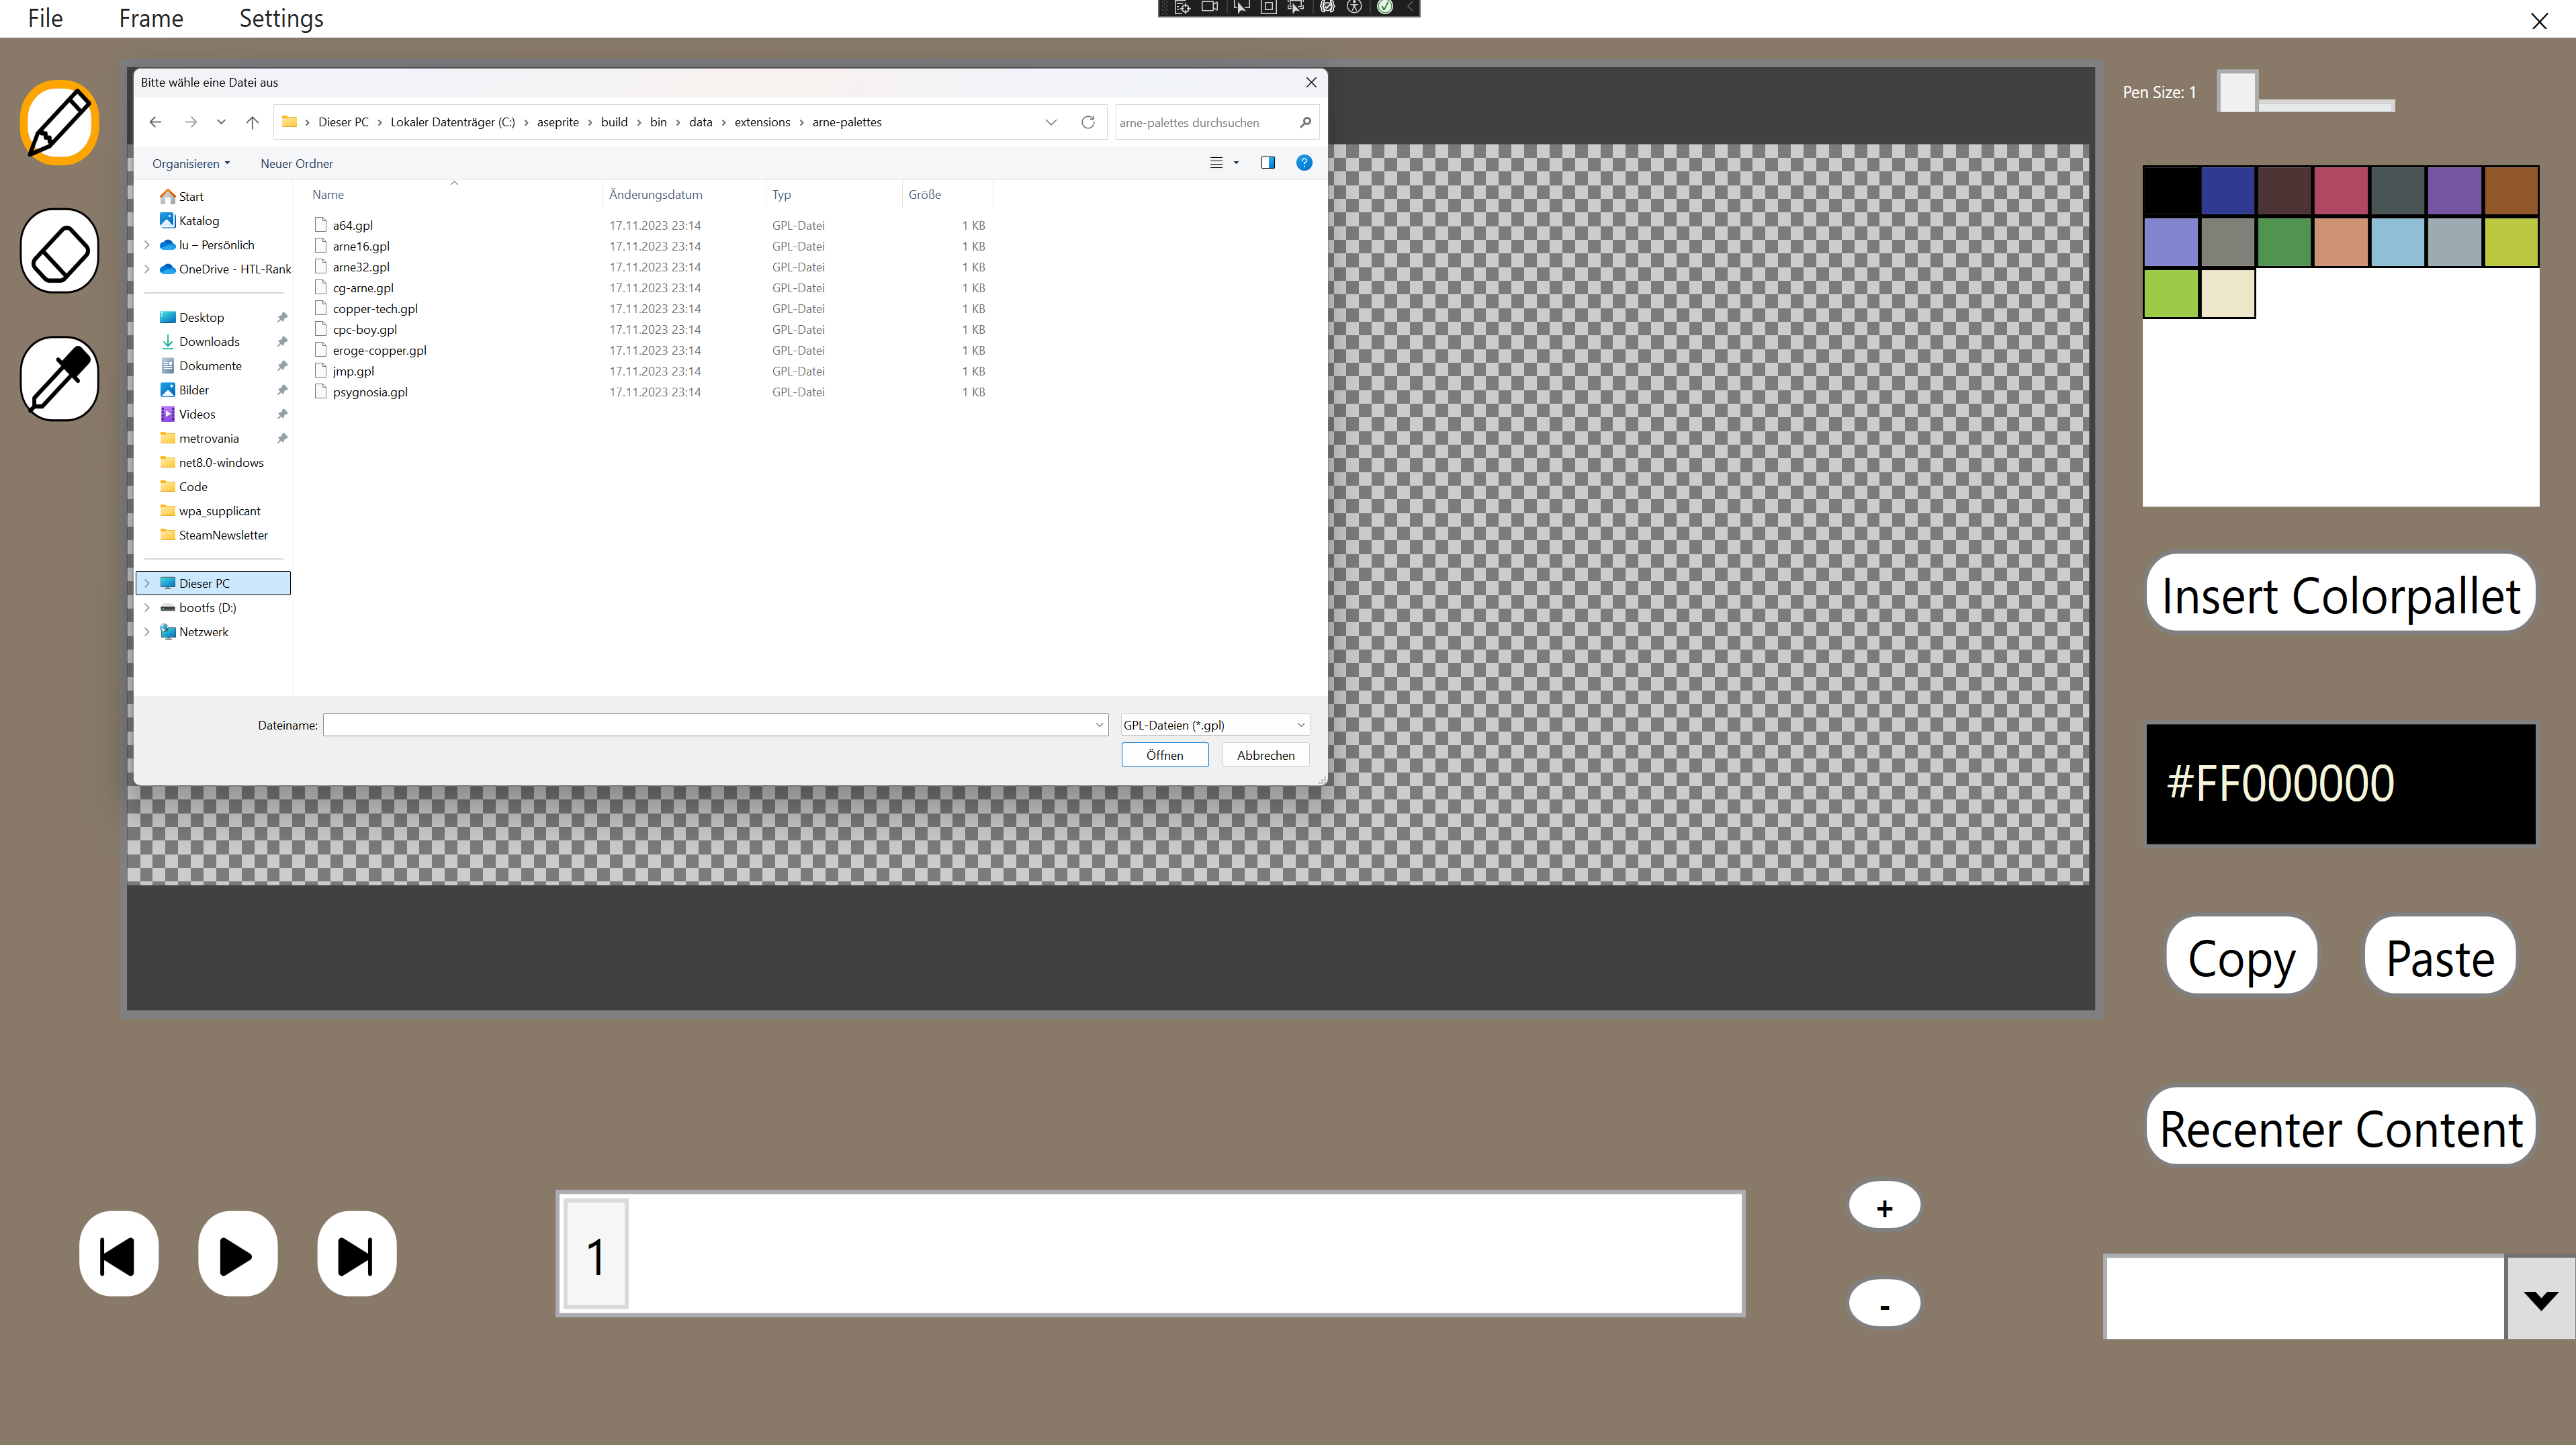 File Frame Settings
Bitte wähle eine Datei aus
Pen Size: 1
Dieser PC > Lokaler Datenträger (C:) > aseprite > build > bin > data > extensions > arne-palettes
arne-palettes durchsuchen
Organisieren Neuer Ordner
Name Änderungsdatum Typ Größe
Start
Katalog
lu – Persönlich
OneDrive - HTL-Rank
Desktop
Downloads
Dokumente
Bilder
Videos
metrovania
net8.0-windows
Code
wpa_supplicant
SteamNewsletter
Dieser PC
bootfs (D:)
Netzwerk
a64.gpl 17.11.2023 23:14 GPL-Datei 1 KB
arne16.gpl 17.11.2023 23:14 GPL-Datei 1 KB
arne32.gpl 17.11.2023 23:14 GPL-Datei 1 KB
cg-arne.gpl 17.11.2023 23:14 GPL-Datei 1 KB
copper-tech.gpl 17.11.2023 23:14 GPL-Datei 1 KB
cpc-boy.gpl 17.11.2023 23:14 GPL-Datei 1 KB
eroge-copper.gpl 17.11.2023 23:14 GPL-Datei 1 KB
jmp.gpl 17.11.2023 23:14 GPL-Datei 1 KB
psygnosia.gpl 17.11.2023 23:14 GPL-Datei 1 KB
Dateiname:
GPL-Dateien (*.gpl)
Öffnen Abbrechen
Insert Colorpallet
#FF000000
Copy Paste
Recenter Content
1
+
-